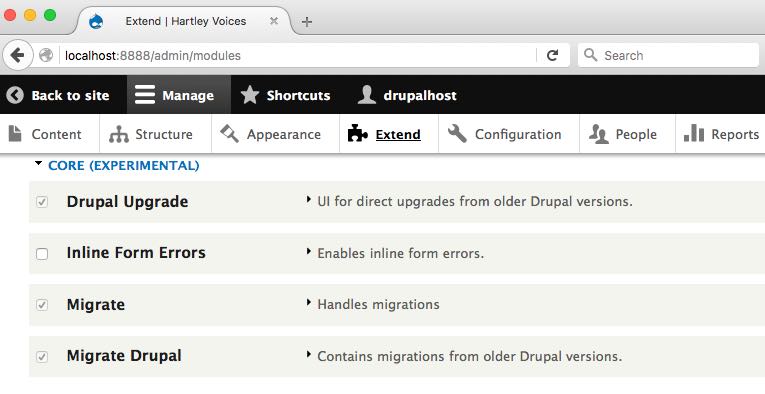 Extend | Hartley Voices
localhost:8888/admin/modules
Search
Back to site Manage Shortcuts drupalhost
Content Structure Appearance Extend Configuration People Reports
CORE (EXPERIMENTAL)
Drupal Upgrade UI for direct upgrades from older Drupal versions.
Inline Form Errors Enables inline form errors.
Migrate Handles migrations
Migrate Drupal Contains migrations from older Drupal versions.